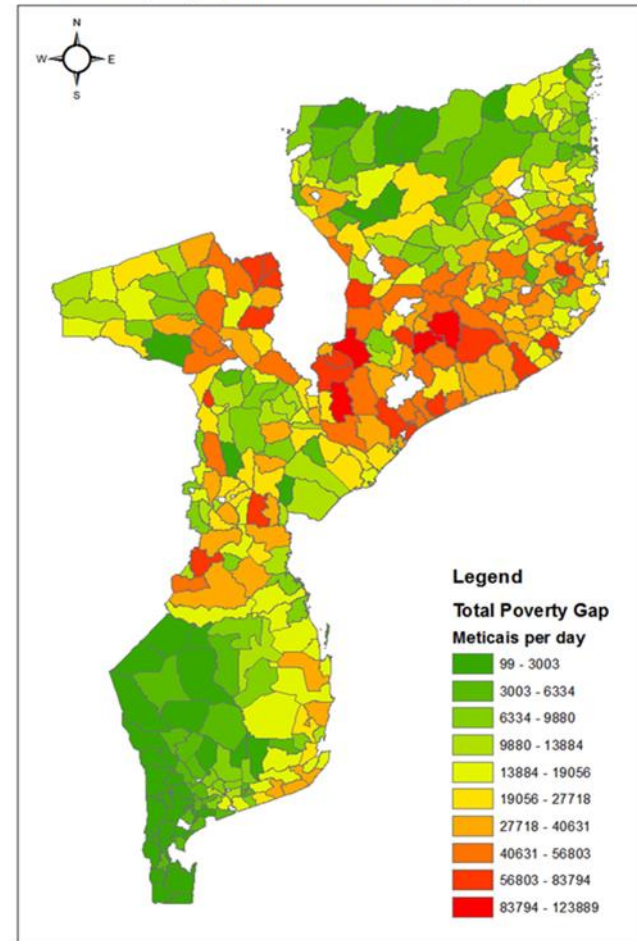 N
W E
S
Legend
Total Poverty Gap
Meticais per day
99 - 3003
3003 - 6334
6334 - 9880
9880 - 13884
13884 - 19056
19056 - 27718
27718 - 40631
40631 - 56803
56803 - 83794
83794 - 123889